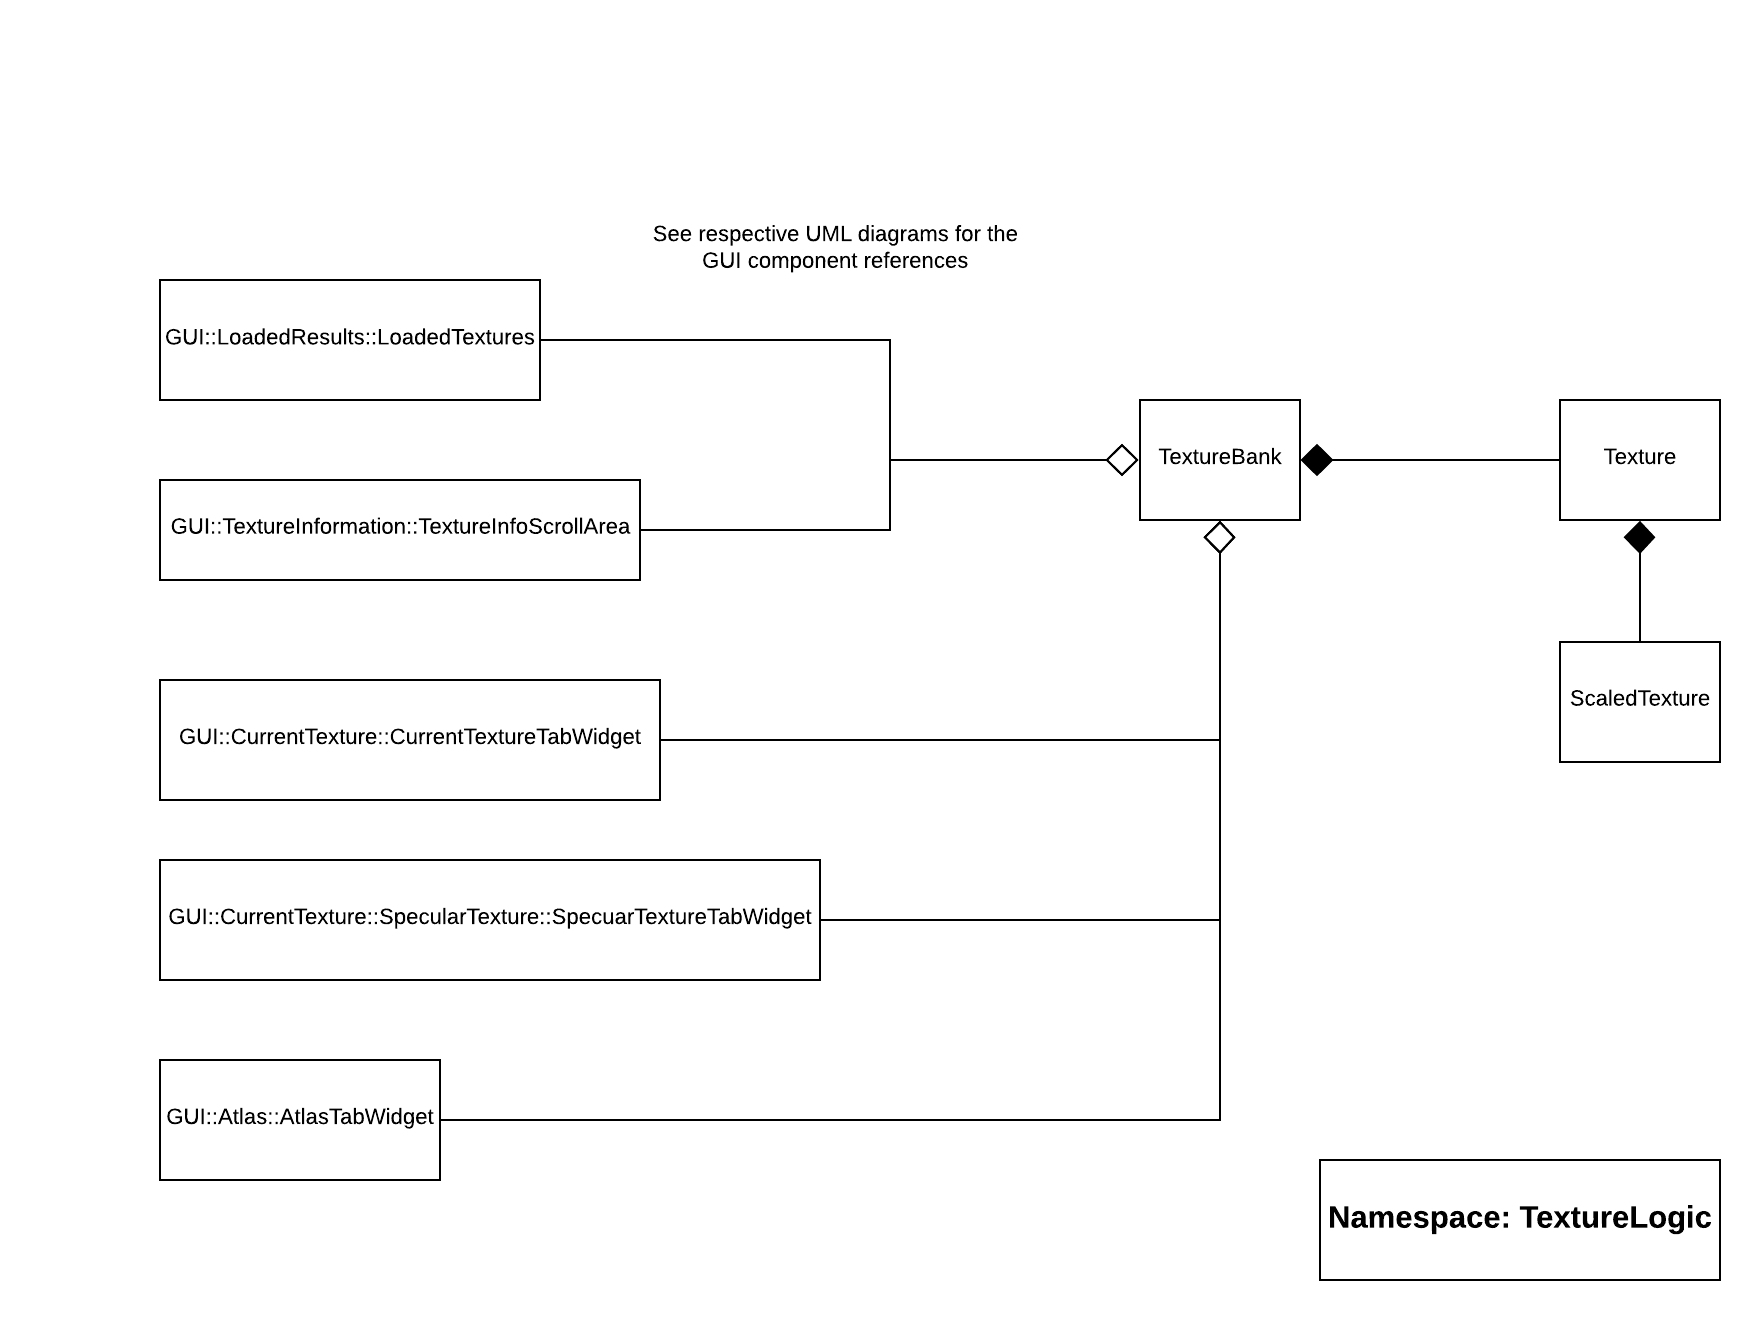 See respective UML diagrams for the
GUI component references
GUI::LoadedResults::LoadedTextures
TextureBank
Texture
GUI::TextureInformation::TextureInfoScrollArea
ScaledTexture
GUI::CurrentTexture::CurrentTextureTabWidget
GUI::CurrentTexture::SpecularTexture::SpecuarTextureTabWidget
GUI::Atlas::AtlasTabWidget
Namespace: TextureLogic